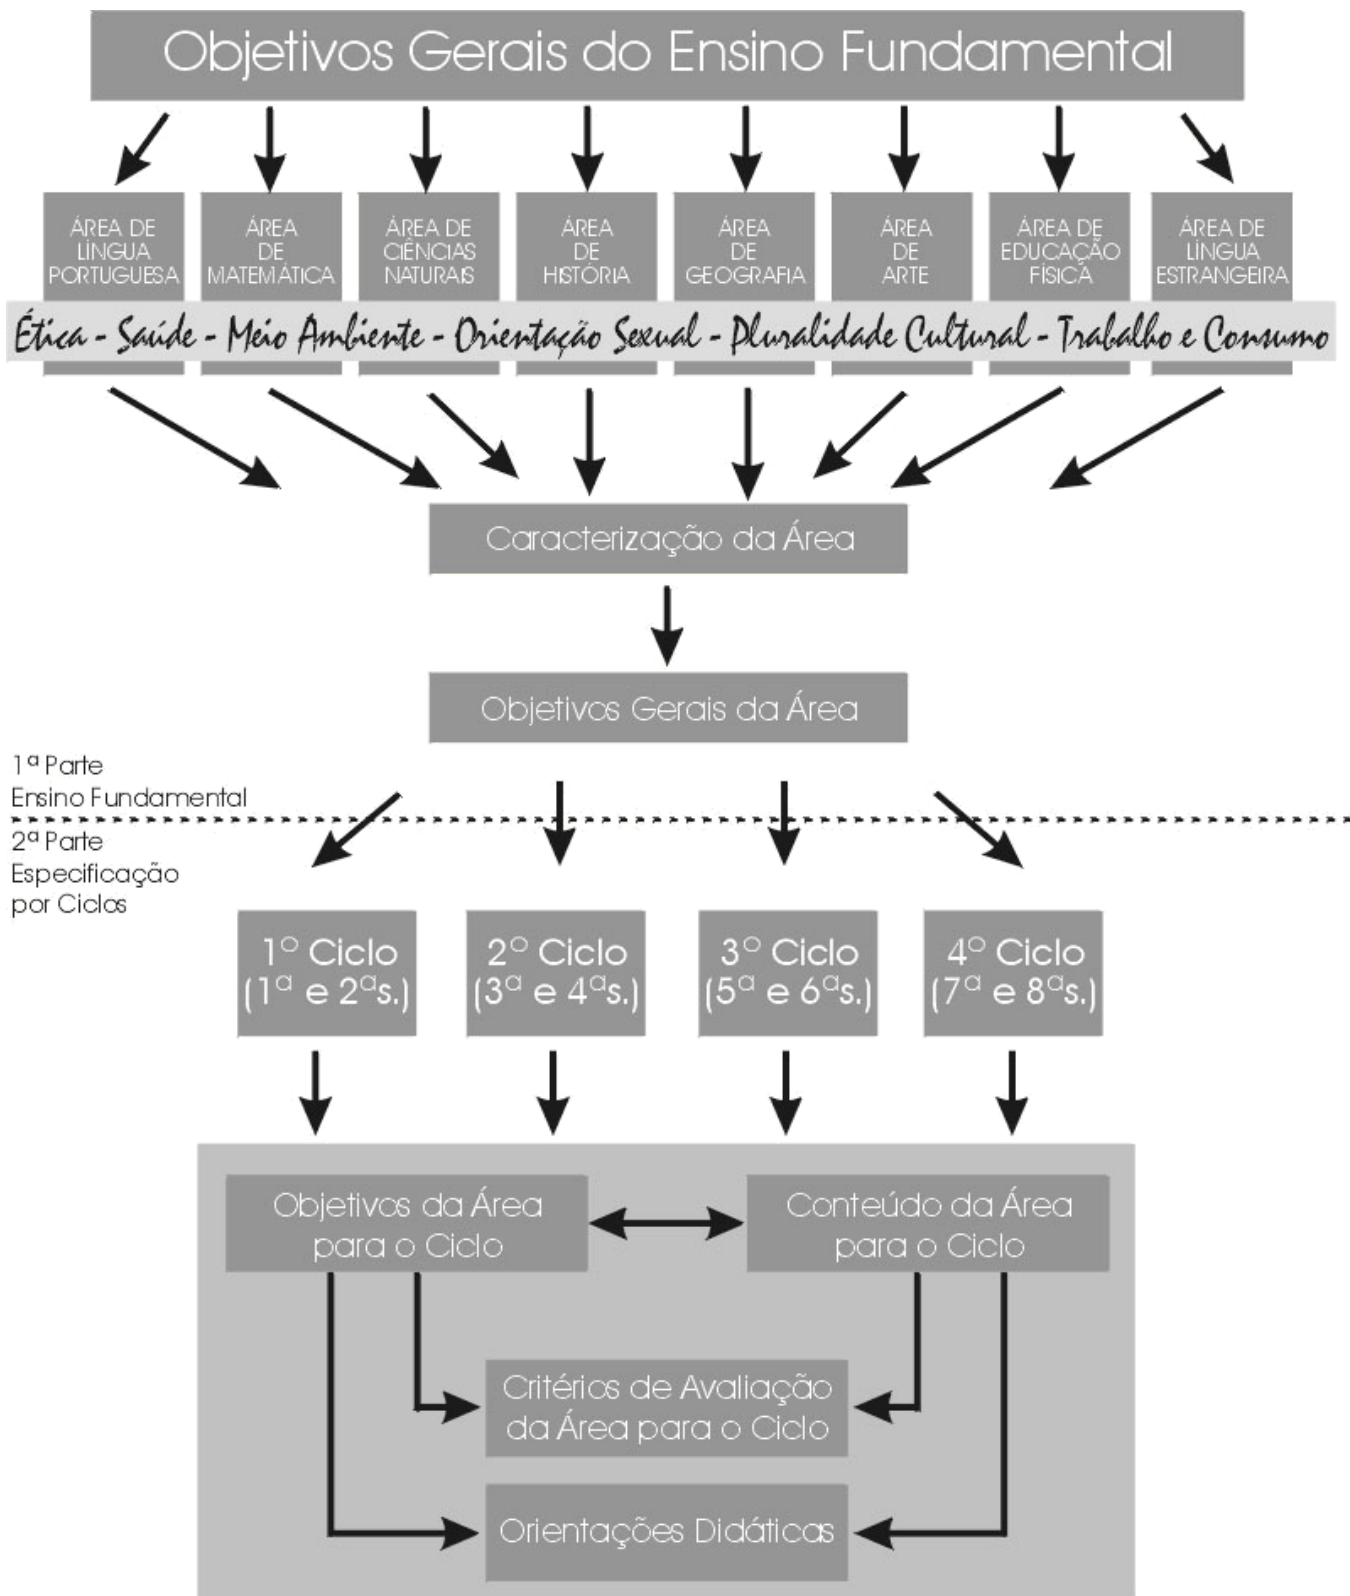 Objetivos Gerais do Ensino Fundamental
ÁREA DE
LÍNGUA
PORTUGUESA
ÁREA
DE
MATEMÁTICA
ÁREA DE
CIÊNCIAS
NATURAIS
ÁREA
DE
HISTÓRIA
ÁREA
DE
GEOGRAFIA
ÁREA
DE
ARTE
ÁREA DE
EDUCAÇÃO
FÍSICA
ÁREA DE
LÍNGUA
ESTRANGEIRA
Ética - Saúde - Meio Ambiente - Orientação Sexual - Pluralidade Cultural - Trabalho e Consumo
Caracterização da Área
Objetivos Gerais da Área
1ª Parte
Ensino Fundamental
2ª Parte
Especificação
por Ciclos
1º Ciclo
(1ª e 2ªs.)
2º Ciclo
(3ª e 4ªs.)
3º Ciclo
(5ª e 6ªs.)
4º Ciclo
(7ª e 8ªs.)
Objetivos da Área
para o Ciclo
Conteúdo da Área
para o Ciclo
Critérios de Avaliação
da Área para o Ciclo
Orientações Didáticas